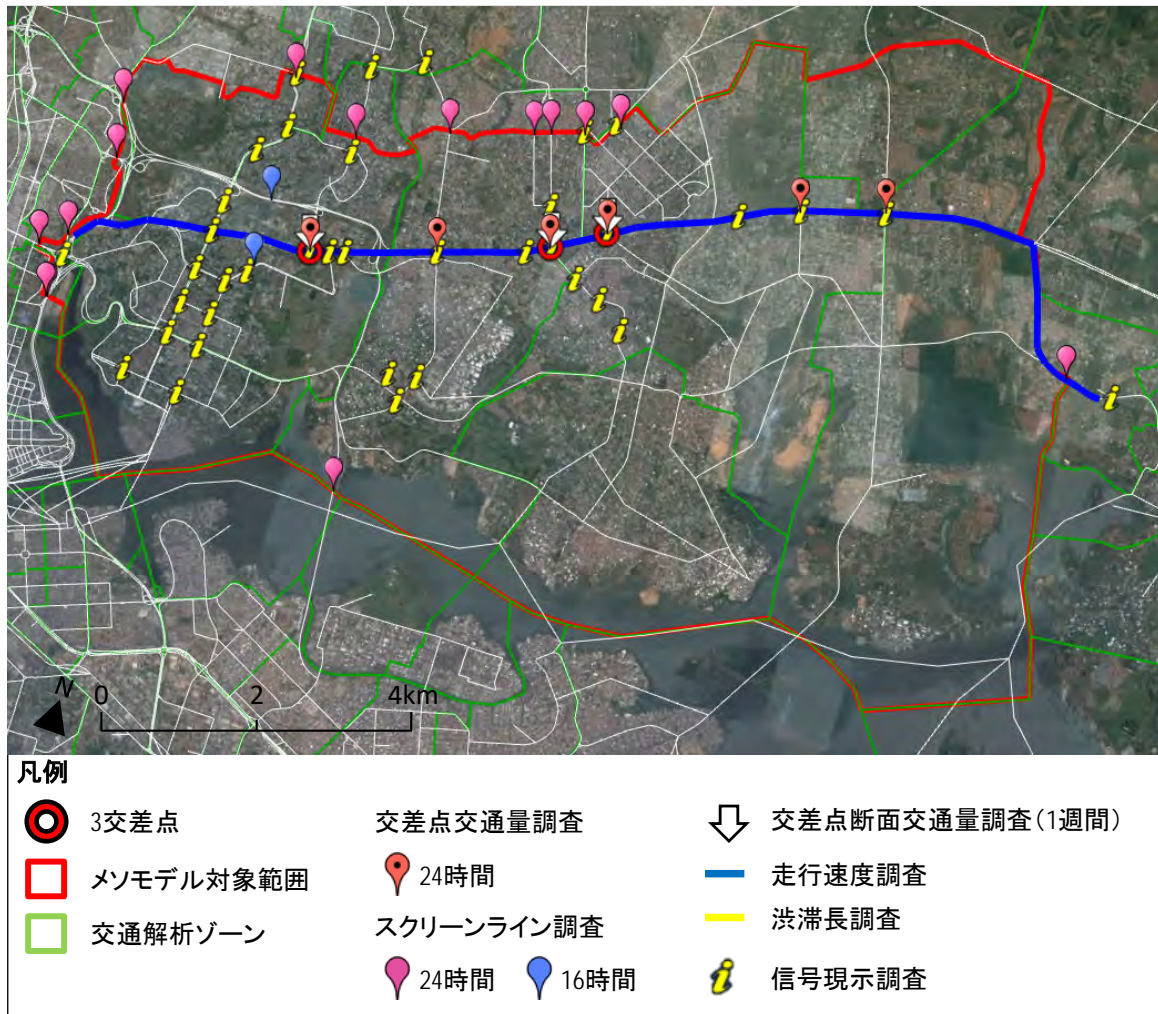 N
0 2 4km
凡例
3交差点
メソモデル対象範囲
交通解析ゾーン
交差点交通量調査
24時間
スクリーンライン調査
24時間 16時間
交差点断面交通量調査(1週間)
走行速度調査
渋滞長調査
信号現示調査